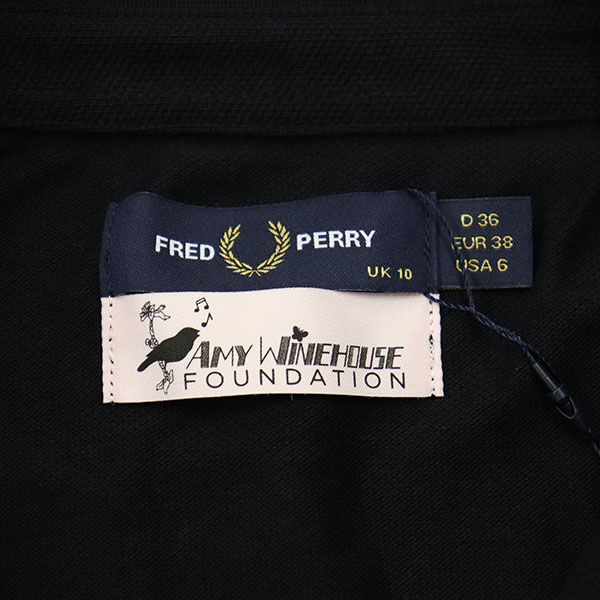 FRED PERRY
UK 10
D 36
EUR 38
USA 6
AMY WINEHOUSE
FOUNDATION